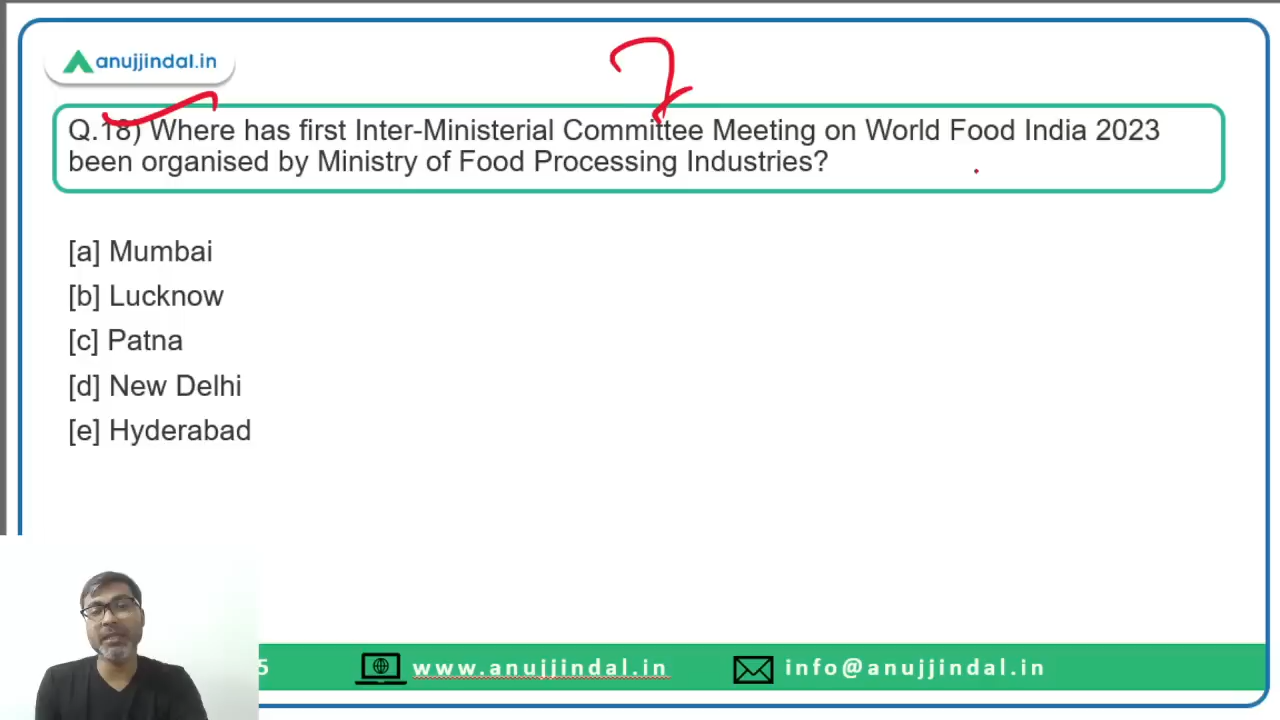 anujjindal.in
Q.18) Where has first Inter-Ministerial Committee Meeting on World Food India 2023
been organised by Ministry of Food Processing Industries?
[a] Mumbai
[b] Lucknow
[c] Patna
[d] New Delhi
[e] Hyderabad
5 www.anujjindal.in info@anujjindal.in